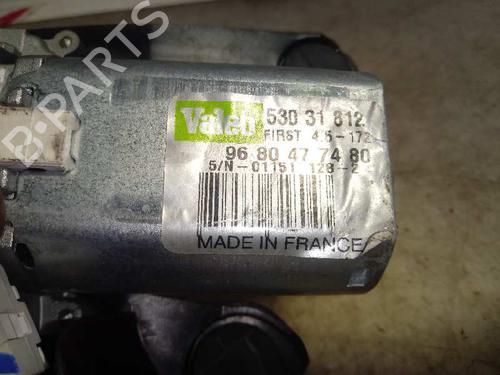 Valeo 530 31 812
FIRST 4.5-172
96 80 47 74 80
S/N-01151 128-2
MADE IN FRANCE
B-PARTS